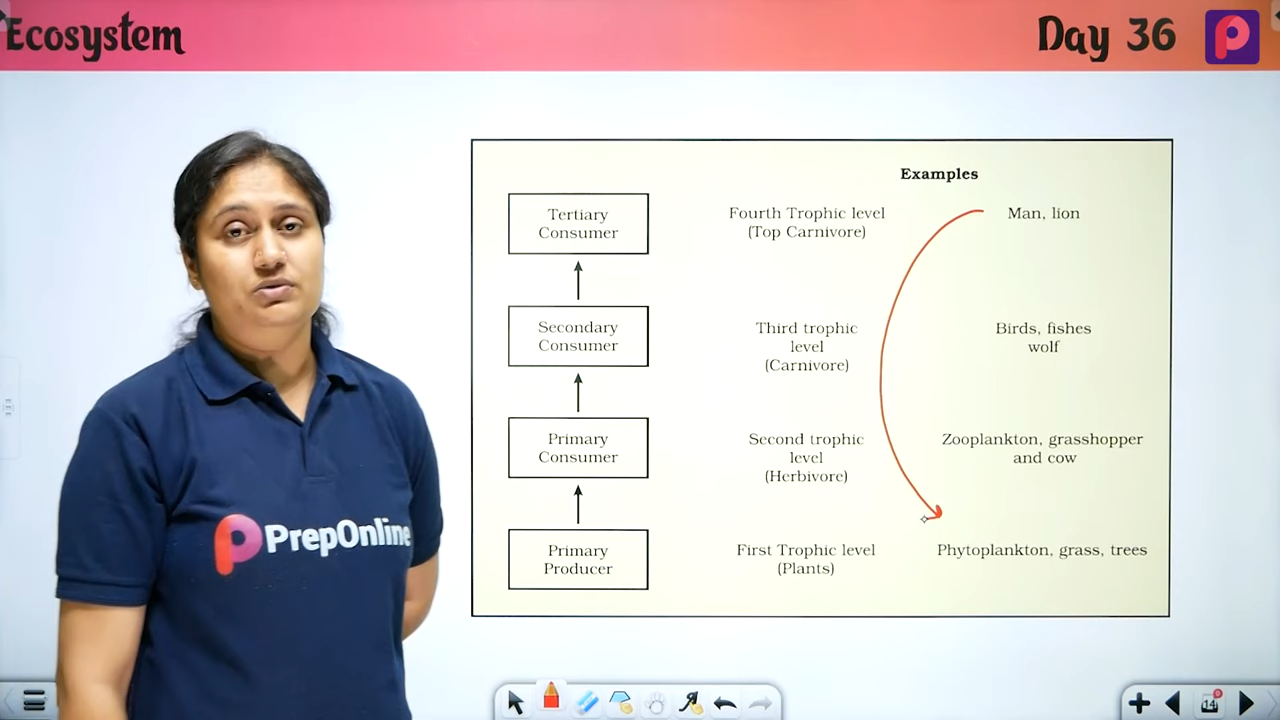 Ecosystem
Day 36
Examples
Tertiary
Consumer
Fourth Trophic level
(Top Carnivore)
Man, lion
Secondary
Consumer
Third trophic
level
(Carnivore)
Birds, fishes
wolf
Primary
Consumer
Second trophic
level
(Herbivore)
Zooplankton, grasshopper
and cow
Primary
Producer
First Trophic level
(Plants)
Phytoplankton, grass, trees
PrepOnline
14